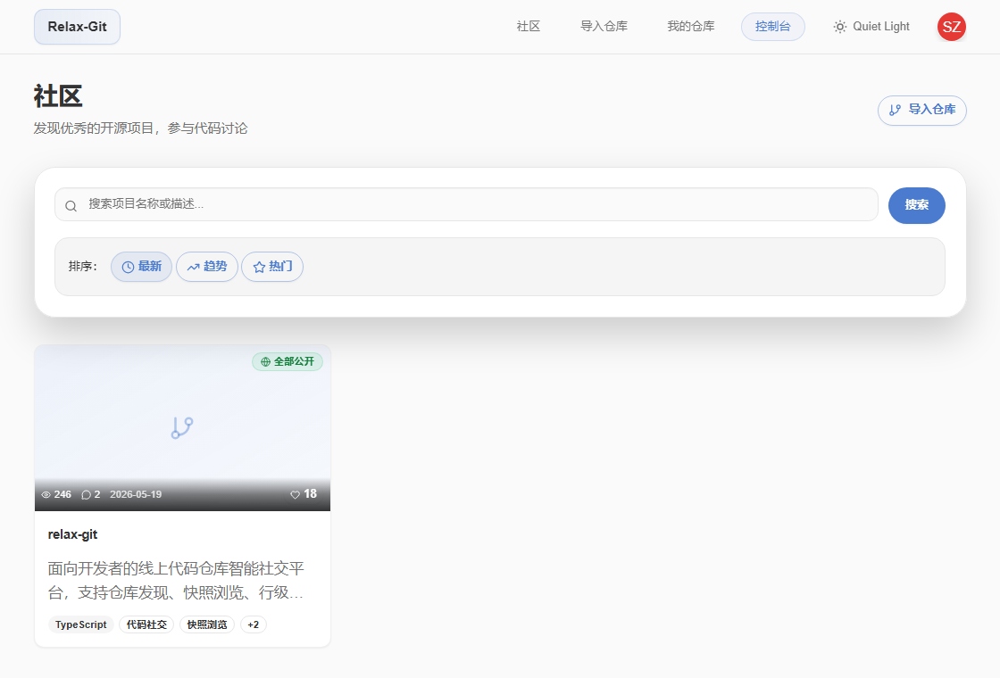 Relax-Git
社区
导入仓库
我的仓库
控制台
Quiet Light
SZ
社区
发现优秀的开源项目，参与代码讨论
导入仓库
搜索项目名称或描述...
搜索
排序：
最新
趋势
热门
全部公开
246
2
2026-05-19
18
relax-git
面向开发者的线上代码仓库智能社交平
台，支持仓库发现、快照浏览、行级...
TypeScript
代码社交
快照浏览
+2